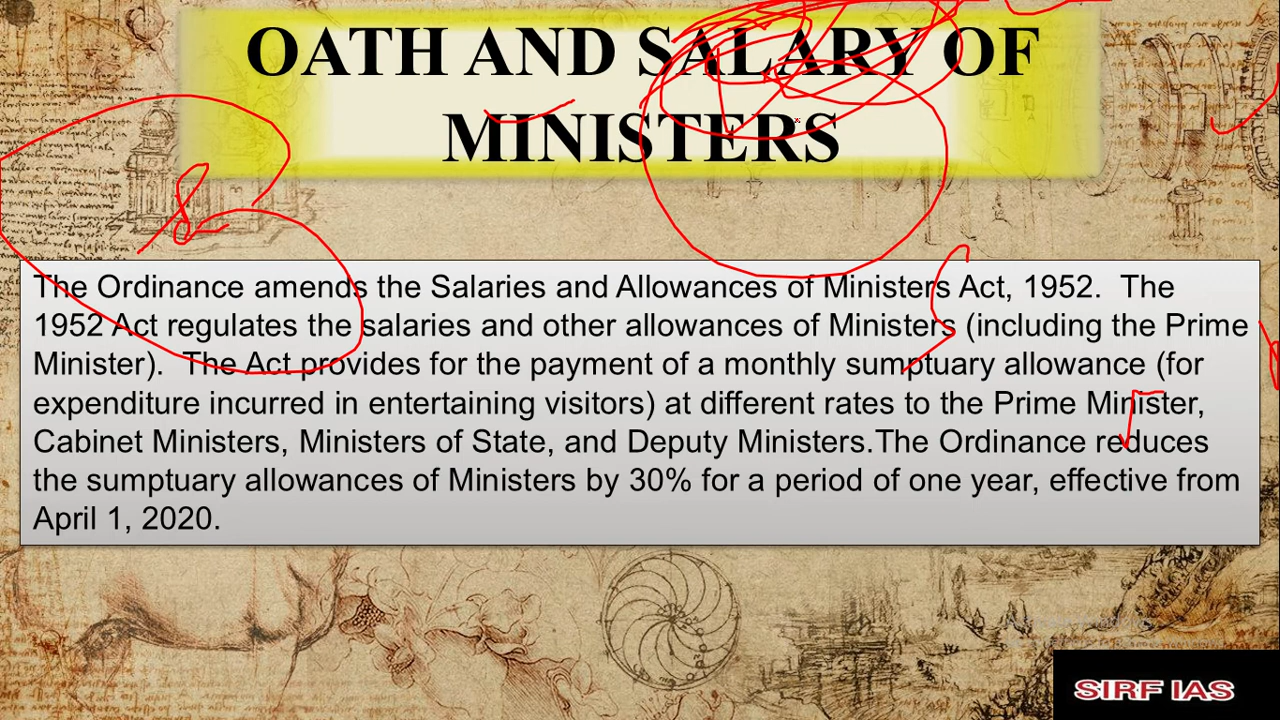 OATH AND SALARY OF
MINISTERS
The Ordinance amends the Salaries and Allowances of Ministers Act, 1952.  The
1952 Act regulates the salaries and other allowances of Ministers (including the Prime
Minister).  The Act provides for the payment of a monthly sumptuary allowance (for
expenditure incurred in entertaining visitors) at different rates to the Prime Minister,
Cabinet Ministers, Ministers of State, and Deputy Ministers.The Ordinance reduces
the sumptuary allowances of Ministers by 30% for a period of one year, effective from
April 1, 2020.
SIRF IAS